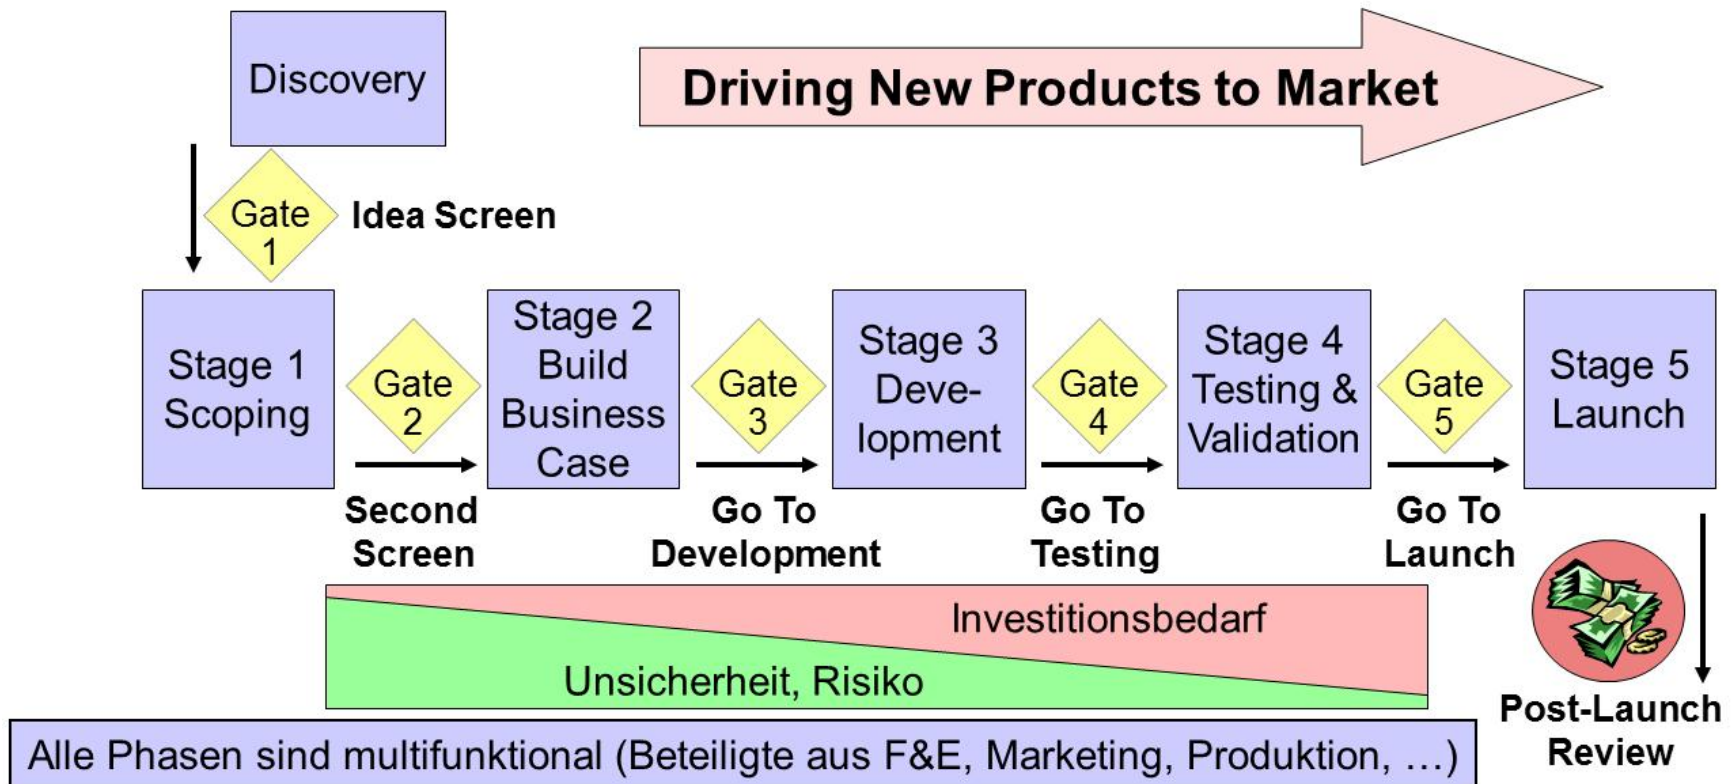 Discovery
Driving New Products to Market
Gate
1
Idea Screen
Stage 1
Scoping
Gate
2
Second
Screen
Stage 2
Build
Business
Case
Gate
3
Go To
Development
Stage 3
Deve-
lopment
Gate
4
Go To
Testing
Stage 4
Testing &
Validation
Gate
5
Go To
Launch
Stage 5
Launch
Investitionsbedarf
Unsicherheit, Risiko
Post-Launch
Review
Alle Phasen sind multifunktional (Beteiligte aus F&E, Marketing, Produktion, …)